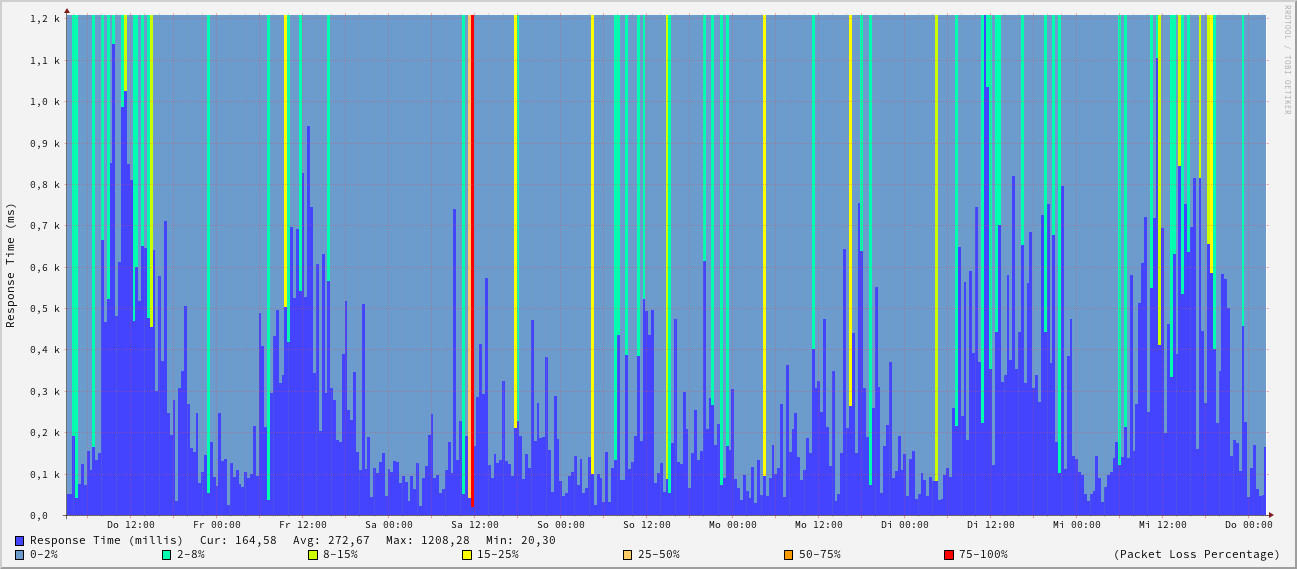 1,2 k
1,1 k
1,0 k
0,9 k
0,8 k
0,7 k
0,6 k
0,5 k
0,4 k
0,3 k
0,2 k
0,1 k
0,0
Response Time (ms)
RRDTOOL / TOBI OETIKER
Do 12:00 Fr 00:00 Fr 12:00 Sa 00:00 Sa 12:00 So 00:00 So 12:00 Mo 00:00 Mo 12:00 Di 00:00 Di 12:00 Mi 00:00 Mi 12:00 Do 00:00
Response Time (millis) Cur: 164,58 Avg: 272,67 Max: 1208,28 Min: 20,30
0-2% 2-8% 8-15% 15-25% 25-50% 50-75% 75-100% (Packet Loss Percentage)